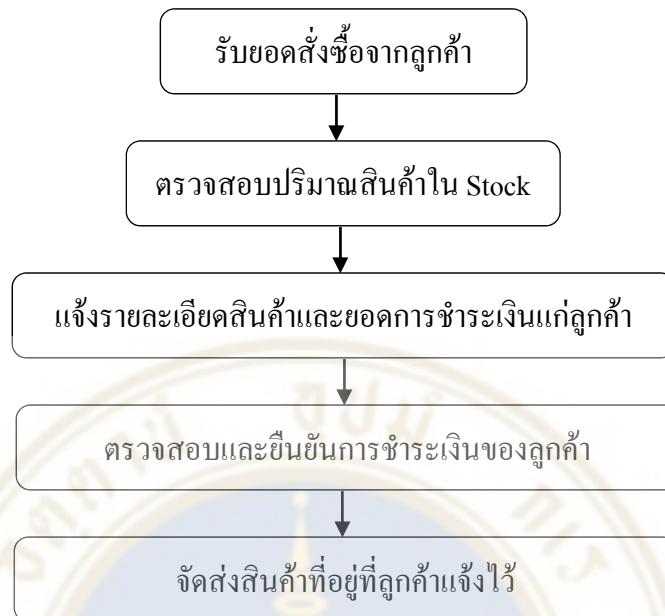 รับยอดสั่งซื้อจากลูกค้า
ตรวจสอบปริมาณสินค้าใน Stock
แจ้งรายละเอียดสินค้าและยอดการชำระเงินแก่ลูกค้า
ตรวจสอบและยืนยันการชำระเงินของลูกค้า
จัดส่งสินค้าที่อยู่ที่ลูกค้าแจ้งไว้